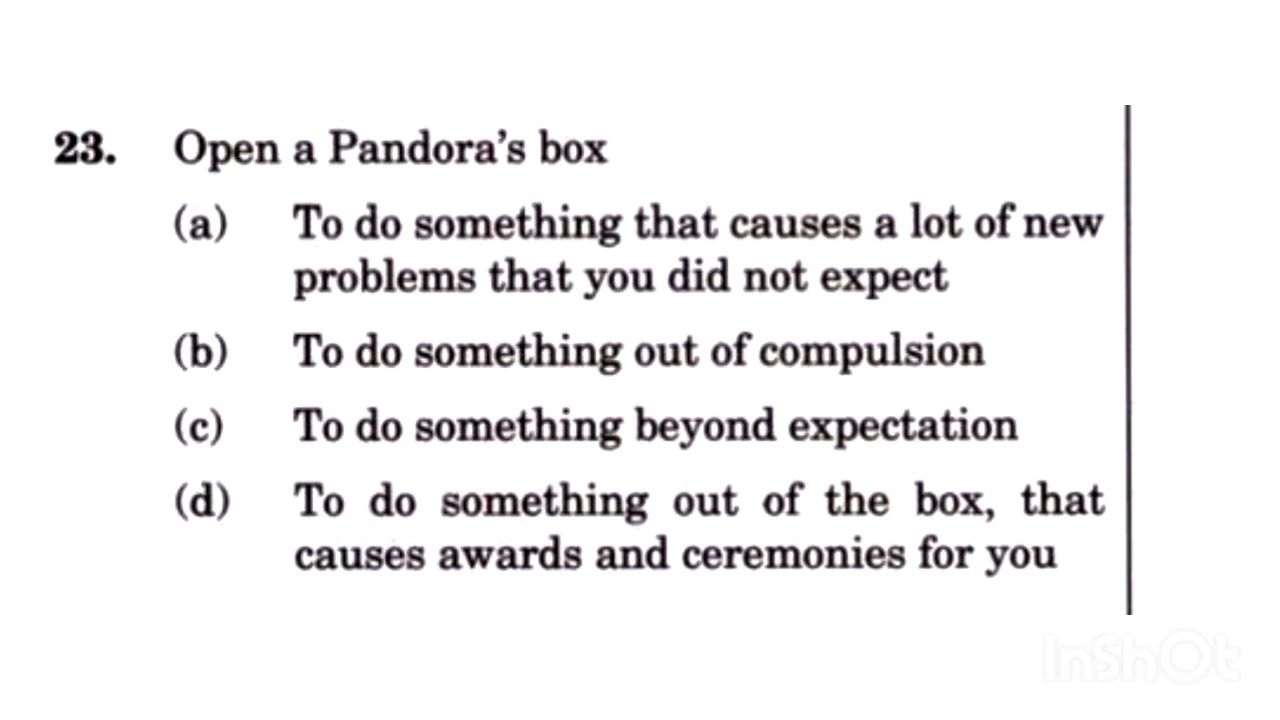 23. Open a Pandora's box
(a) To do something that causes a lot of new
problems that you did not expect
(b) To do something out of compulsion
(c) To do something beyond expectation
(d) To do something out of the box, that
causes awards and ceremonies for you
InShOt